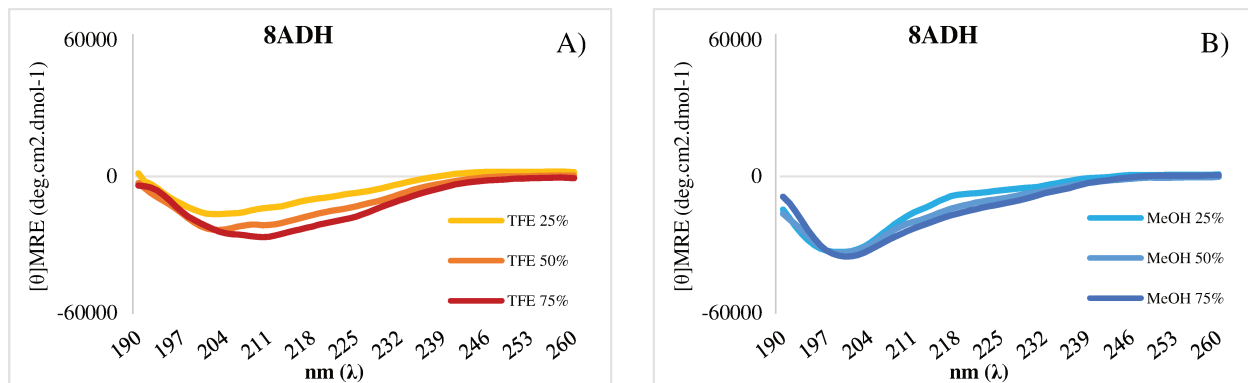 8ADH
A)
60000
0
-60000
[θ]MRE (deg.cm2.dmol-1)
TFE 25%
TFE 50%
TFE 75%
190 197 204 211 218 225 232 239 246 253 260
nm (λ)
8ADH
B)
60000
0
-60000
[θ]MRE (deg.cm2.dmol-1)
MeOH 25%
MeOH 50%
MeOH 75%
190 197 204 211 218 225 232 239 246 253 260
nm (λ)